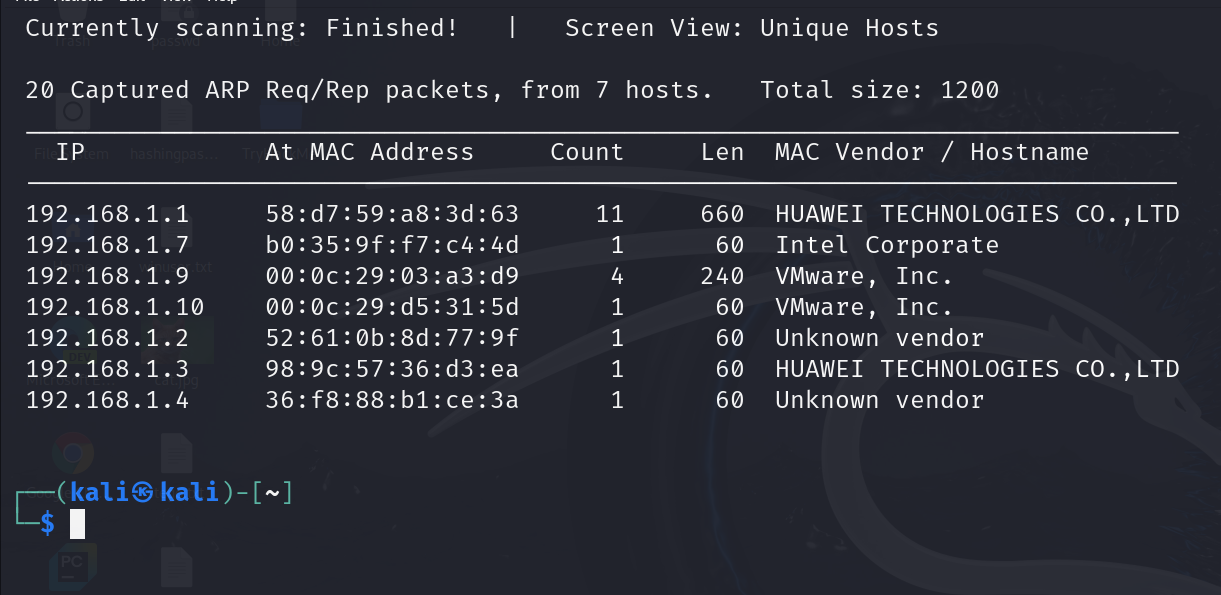 Currently scanning: Finished!   |   Screen View: Unique Hosts
20 Captured ARP Req/Rep packets, from 7 hosts.   Total size: 1200
IP            At MAC Address     Count     Len  MAC Vendor / Hostname
192.168.1.1     58:d7:59:a8:3d:63     11     660  HUAWEI TECHNOLOGIES CO.,LTD
192.168.1.7     b0:35:9f:f7:c4:4d      1      60  Intel Corporate
192.168.1.9     00:0c:29:03:a3:d9      4     240  VMware, Inc.
192.168.1.10    00:0c:29:d5:31:5d      1      60  VMware, Inc.
192.168.1.2     52:61:0b:8d:77:9f      1      60  Unknown vendor
192.168.1.3     98:9c:57:36:d3:ea      1      60  HUAWEI TECHNOLOGIES CO.,LTD
192.168.1.4     36:f8:88:b1:ce:3a      1      60  Unknown vendor
┌──(kali㉿kali)-[~]
└─$